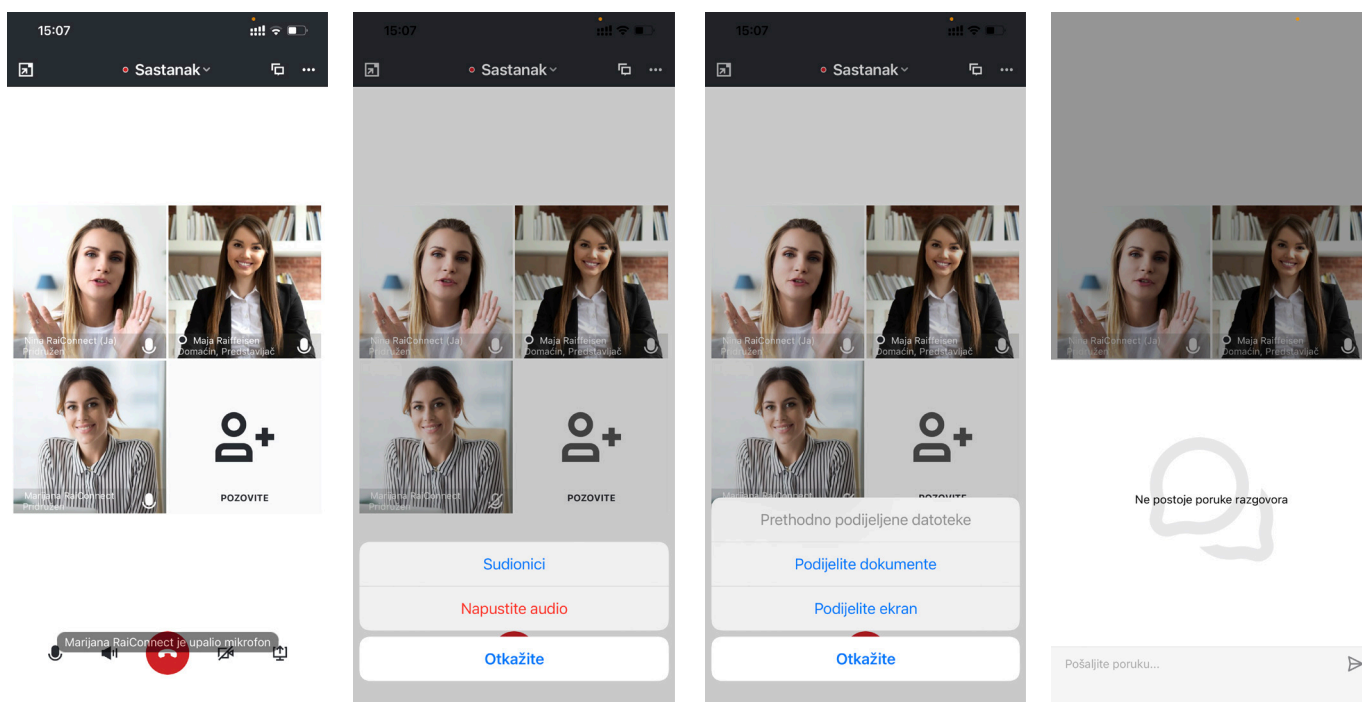 15:07
Sastanak
Nina RaiConnect (Ja)
Pridružen
Maja Raiffeisen
Domaćin, Predstavljač
Marijana RaiConnect
Pridružen
POZOVITE
Marijana RaiConnect je upalio mikrofon
15:07
Sastanak
Nina RaiConnect (Ja)
Pridružen
Maja Raiffeisen
Domaćin, Predstavljač
Marijana RaiConnect
Pridružen
POZOVITE
Sudionici
Napustite audio
Otkažite
15:07
Sastanak
Nina RaiConnect (Ja)
Pridružen
Maja Raiffeisen
Domaćin, Predstavljač
Marijana RaiConnect
POZOVITE
Prethodno podijeljene datoteke
Podijelite dokumente
Podijelite ekran
Otkažite
Nina RaiConnect (Ja)
Pridružen
Maja Raiffeisen
Domaćin, Predstavljač
Ne postoje poruke razgovora
Pošaljite poruku...